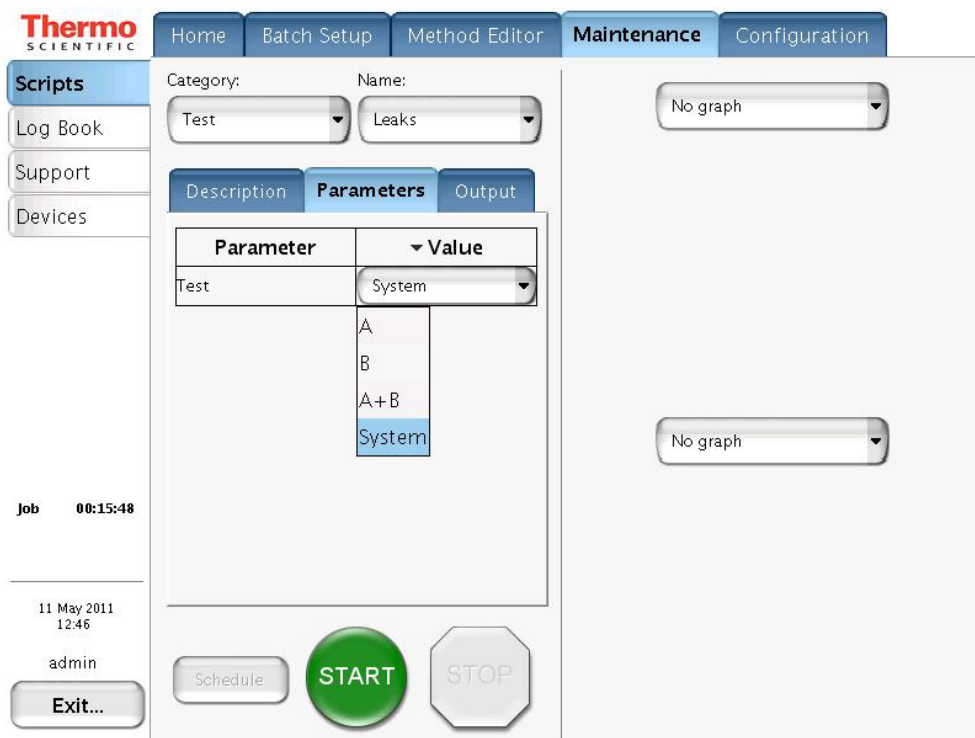 Thermo
SCIENTIFIC
Home
Batch Setup
Method Editor
Maintenance
Configuration
Scripts
Log Book
Support
Devices
Category:
Name:
Test
Leaks
No graph
Description
Parameters
Output
Parameter
Value
Test
System
A
B
A+B
System
No graph
Job 00:15:48
11 May 2011
12:46
admin
Exit...
Schedule
START
STOP